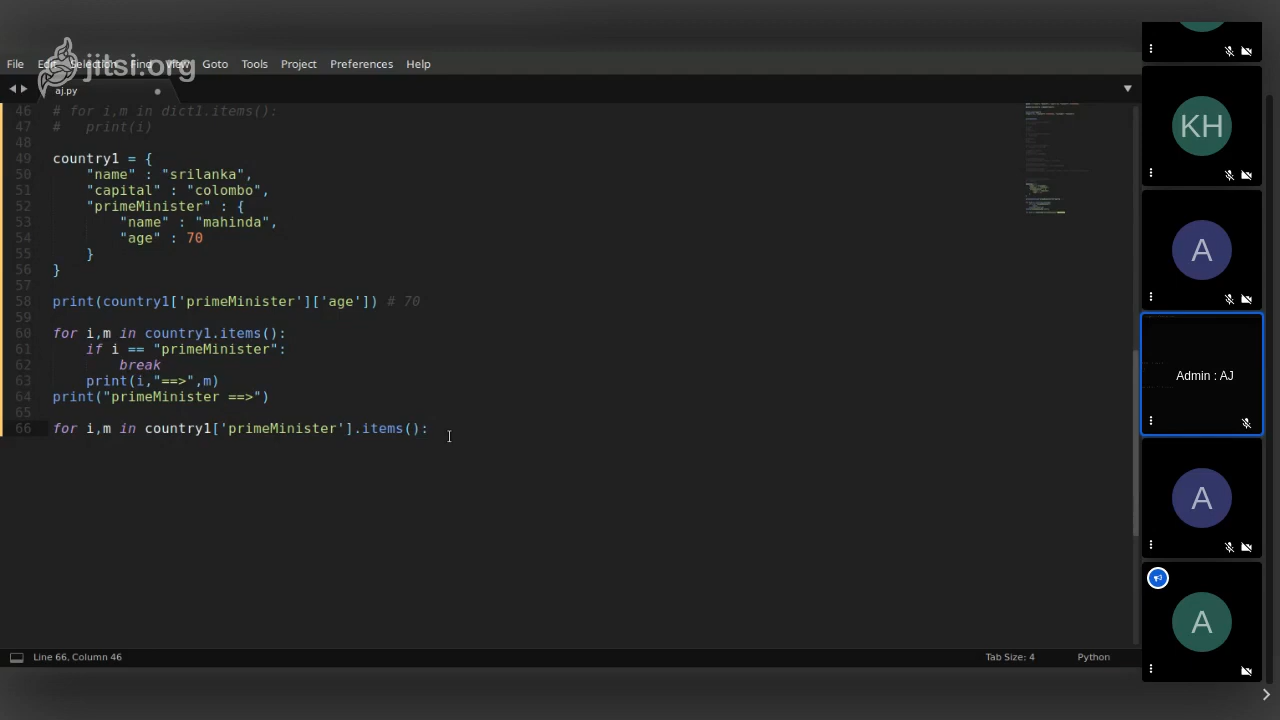 jitsi.org
File Edit Selection Find View Goto Tools Project Preferences Help
aj.py
46 # for i,m in dict1.items():
47 #   print(i)
48
49 country1 = {
50     "name" : "srilanka",
51     "capital" : "colombo",
52     "primeMinister" : {
53         "name" : "mahinda",
54         "age" : 70
55     }
56 }
57
58 print(country1['primeMinister']['age']) # 70
59
60 for i,m in country1.items():
61     if i == "primeMinister":
62         break
63     print(i,"==>",m)
64 print("primeMinister ==>")
65
66 for i,m in country1['primeMinister'].items():
Line 66, Column 46
Tab Size: 4
Python
KH
A
Admin : AJ
A
A